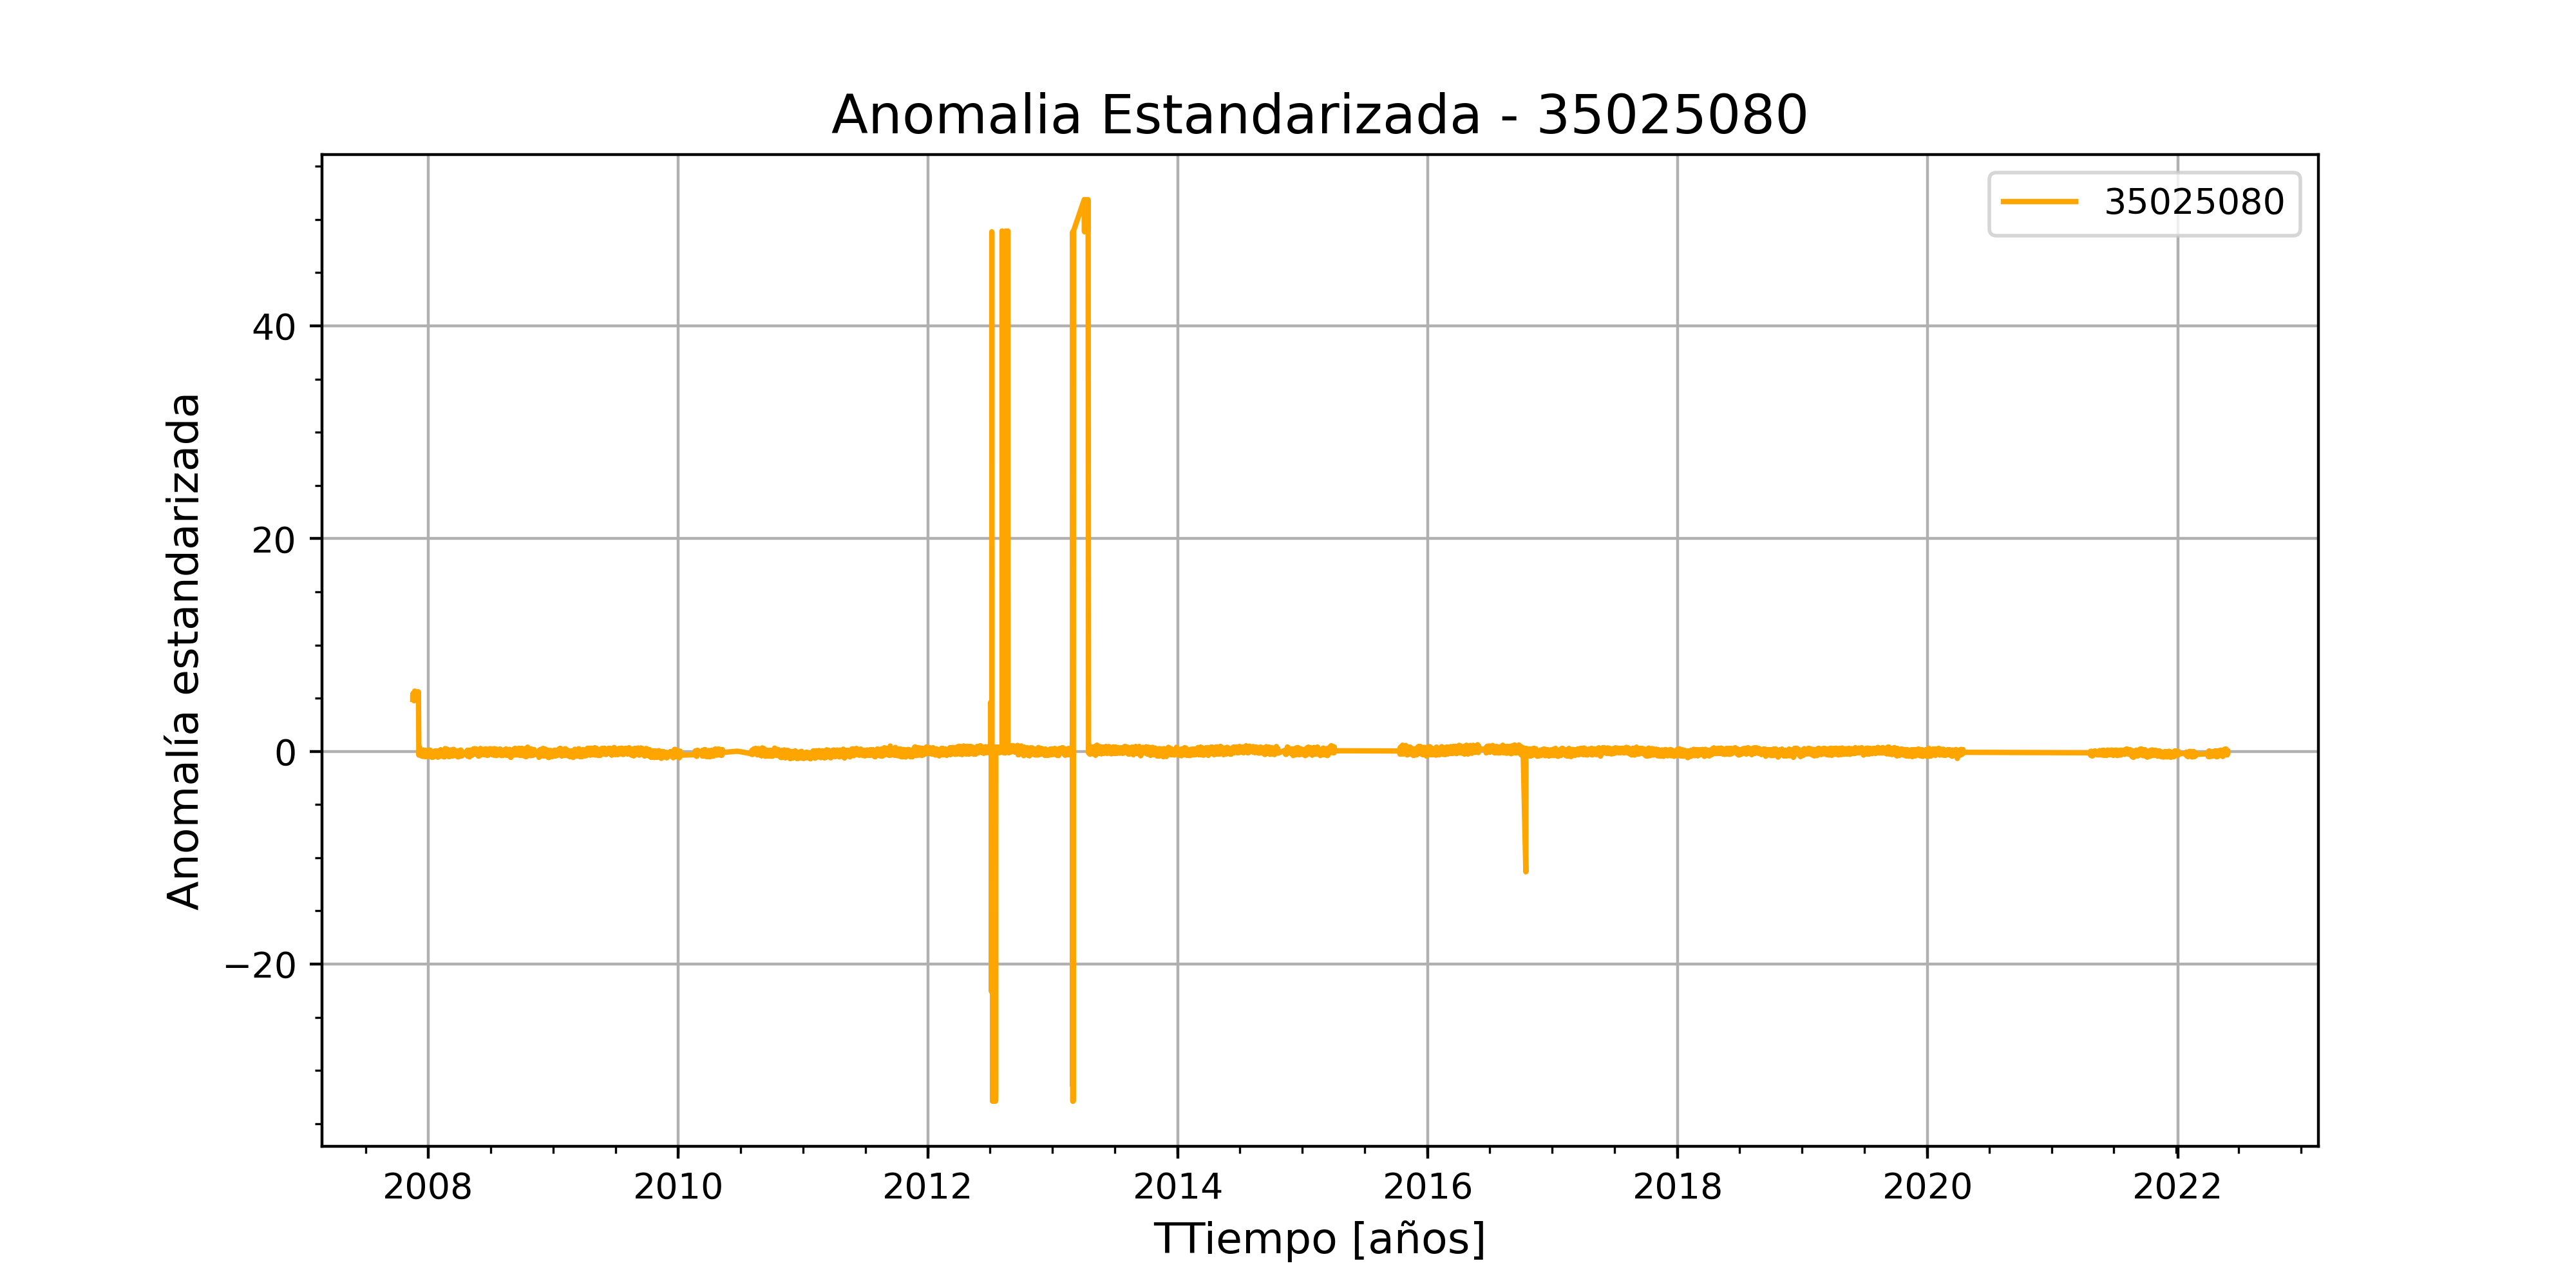 Anomalia Estandarizada - 35025080
35025080
Anomalía estandarizada
40
20
0
−20
2008 2010 2012 2014 2016 2018 2020 2022
TTiempo [años]